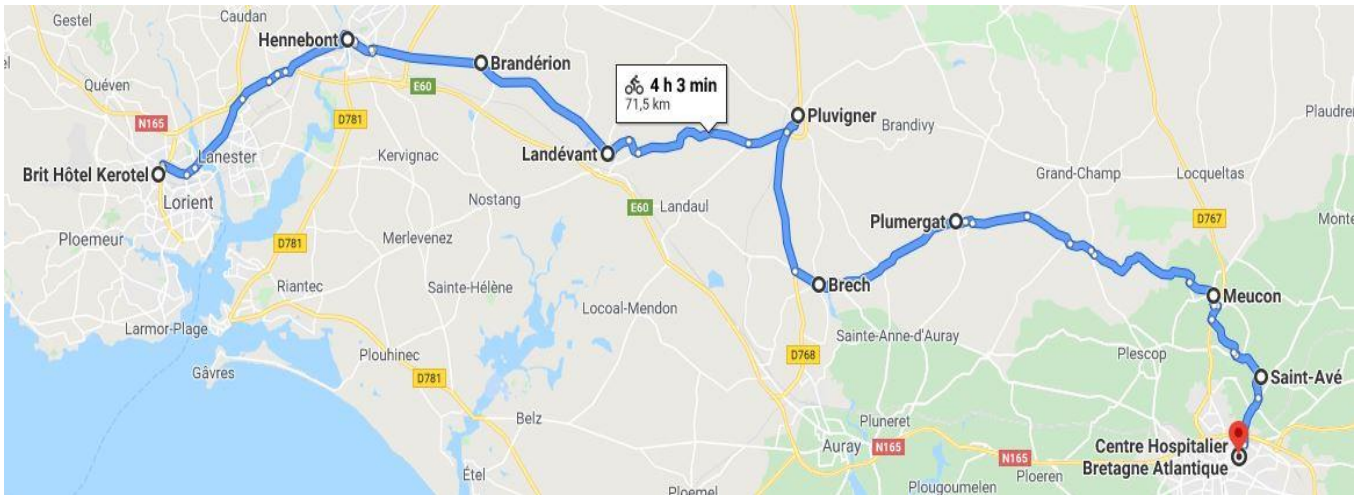 Gestel
Caudan
Hennebont
Quéven
Brandérion
E60
4 h 3 min
71,5 km
Pluvigner
Plaudren
N165
D781
Brandivy
Lanester
Kervignac
Landévant
Brit Hôtel Kerotel
Grand-Champ
Locqueltas
Lorient
Nostang
E60
Landaul
Plumergat
D767
Ploemeur
Merlevenez
D781
Riantec
Sainte-Hélène
Brech
Meucon
Larmor-Plage
Locoal-Mendon
Sainte-Anne-d'Auray
Plouhinec
D768
Plescop
Gâvres
D781
Saint-Avé
Belz
Pluneret
Auray
N165
Centre Hospitalier
Bretagne Atlantique
N165
Ploeren
Étel
Ploemel
Plougoumelen